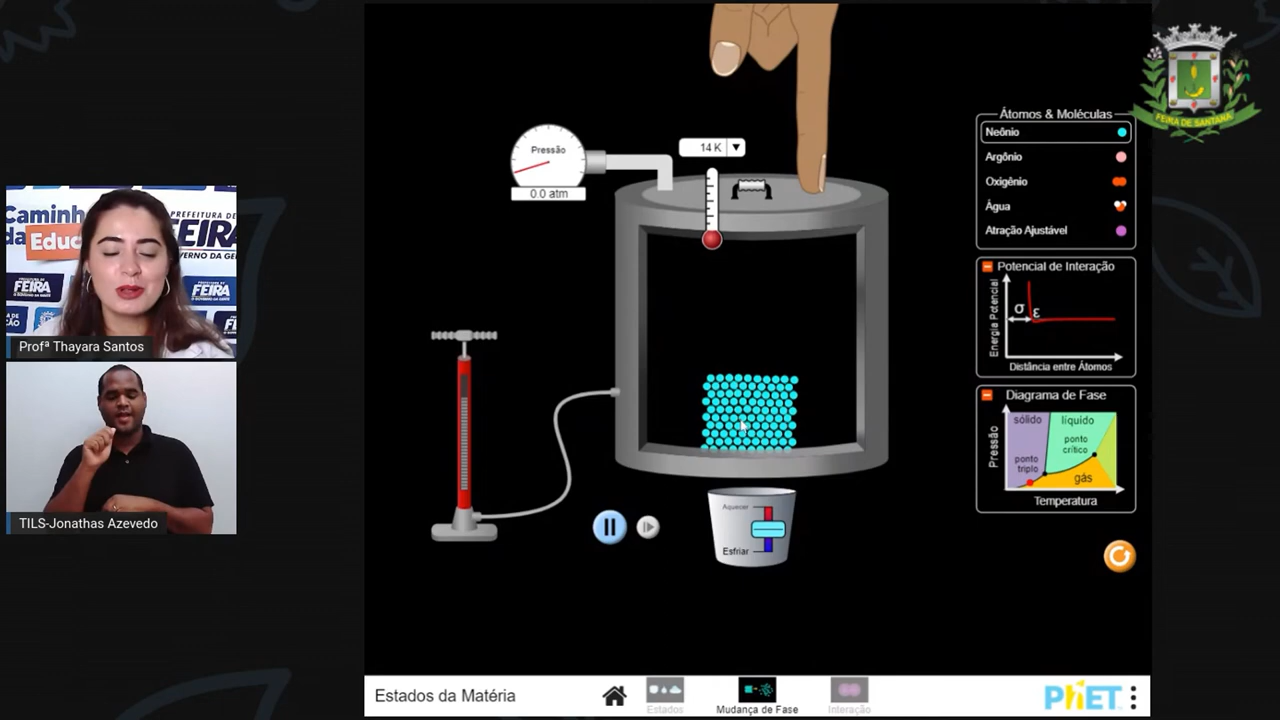 FEIRA DE SANTANA
Átomos & Moléculas
Neônio
Argônio
Oxigênio
Água
Atração Ajustável
Pressão
0.0 atm
14 K
Potencial de Interação
Energia Potencial
σ
ε
Distância entre Átomos
Diagrama de Fase
Pressão
sólido
líquido
ponto
crítico
ponto
triplo
gás
Temperatura
Aquecer
Esfriar
Caminh
da Educ
PREFEITURA DE
FEIRA
FEIRA
FEIRA
Profª Thayara Santos
TILS-Jonathas Azevedo
Estados da Matéria
Estados
Mudança de Fase
Interação
PhET